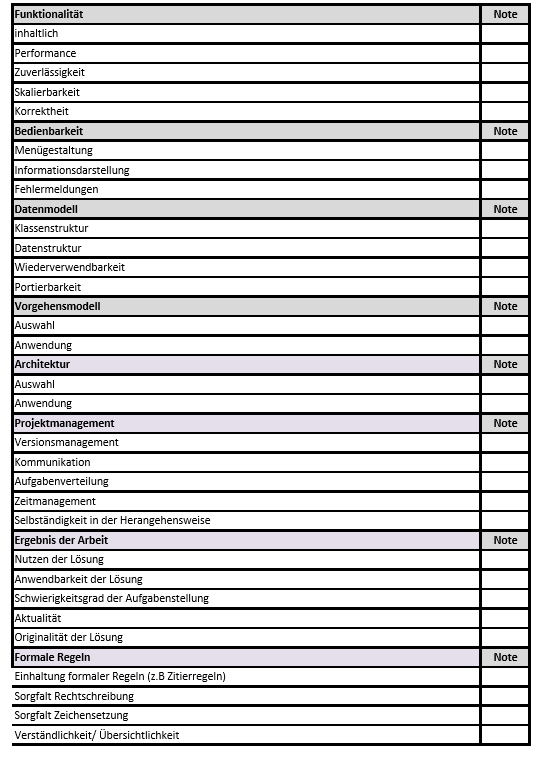 Funktionalität Note
inhaltlich
Performance
Zuverlässigkeit
Skalierbarkeit
Korrektheit
Bedienbarkeit Note
Menügestaltung
Informationsdarstellung
Fehlermeldungen
Datenmodell Note
Klassenstruktur
Datenstruktur
Wiederverwendbarkeit
Portierbarkeit
Vorgehensmodell Note
Auswahl
Anwendung
Architektur Note
Auswahl
Anwendung
Projektmanagement Note
Versionsmanagement
Kommunikation
Aufgabenverteilung
Zeitmanagement
Selbständigkeit in der Herangehensweise
Ergebnis der Arbeit Note
Nutzen der Lösung
Anwendbarkeit der Lösung
Schwierigkeitsgrad der Aufgabenstellung
Aktualität
Originalität der Lösung
Formale Regeln Note
Einhaltung formaler Regeln (z.B Zitierregeln)
Sorgfalt Rechtschreibung
Sorgfalt Zeichensetzung
Verständlichkeit/ Übersichtlichkeit